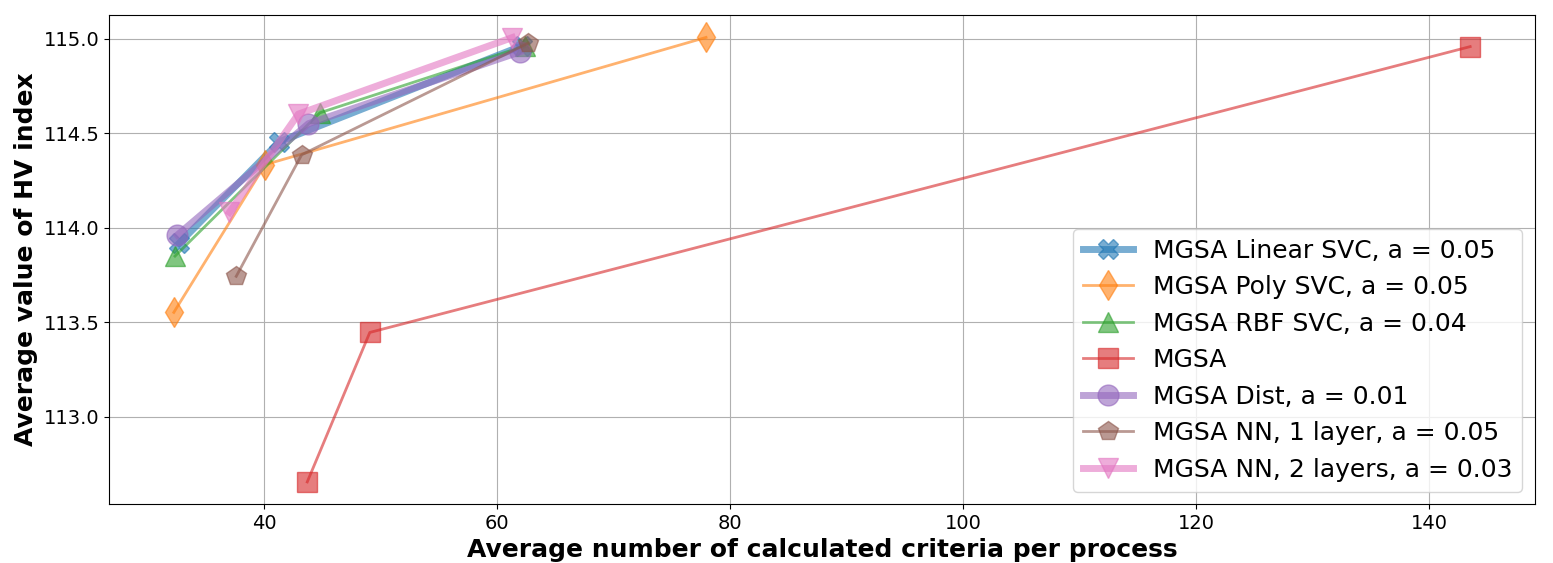 115.0
114.5
114.0
113.5
113.0
Average value of HV index
MGSA Linear SVC, a = 0.05
MGSA Poly SVC, a = 0.05
MGSA RBF SVC, a = 0.04
MGSA
MGSA Dist, a = 0.01
MGSA NN, 1 layer, a = 0.05
MGSA NN, 2 layers, a = 0.03
40 60 80 100 120 140
Average number of calculated criteria per process